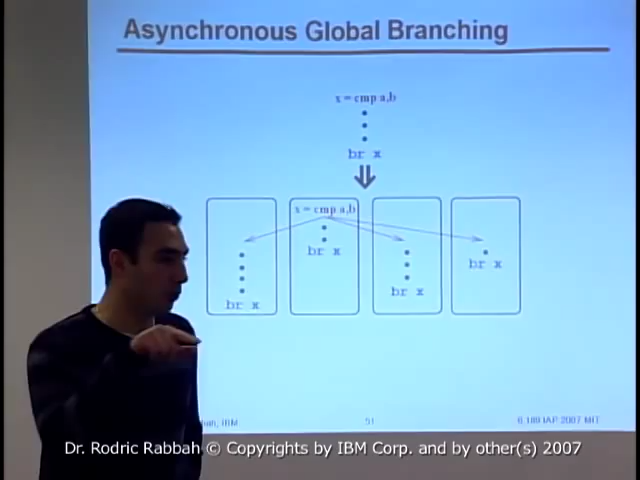 Asynchronous Global Branching
x = cmp a,b
br x
x = cmp a,b
br x
br x
br x
br x
IBM
51
6.189 IAP 2007 MIT
Dr. Rodric Rabbah © Copyrights by IBM Corp. and by other(s) 2007